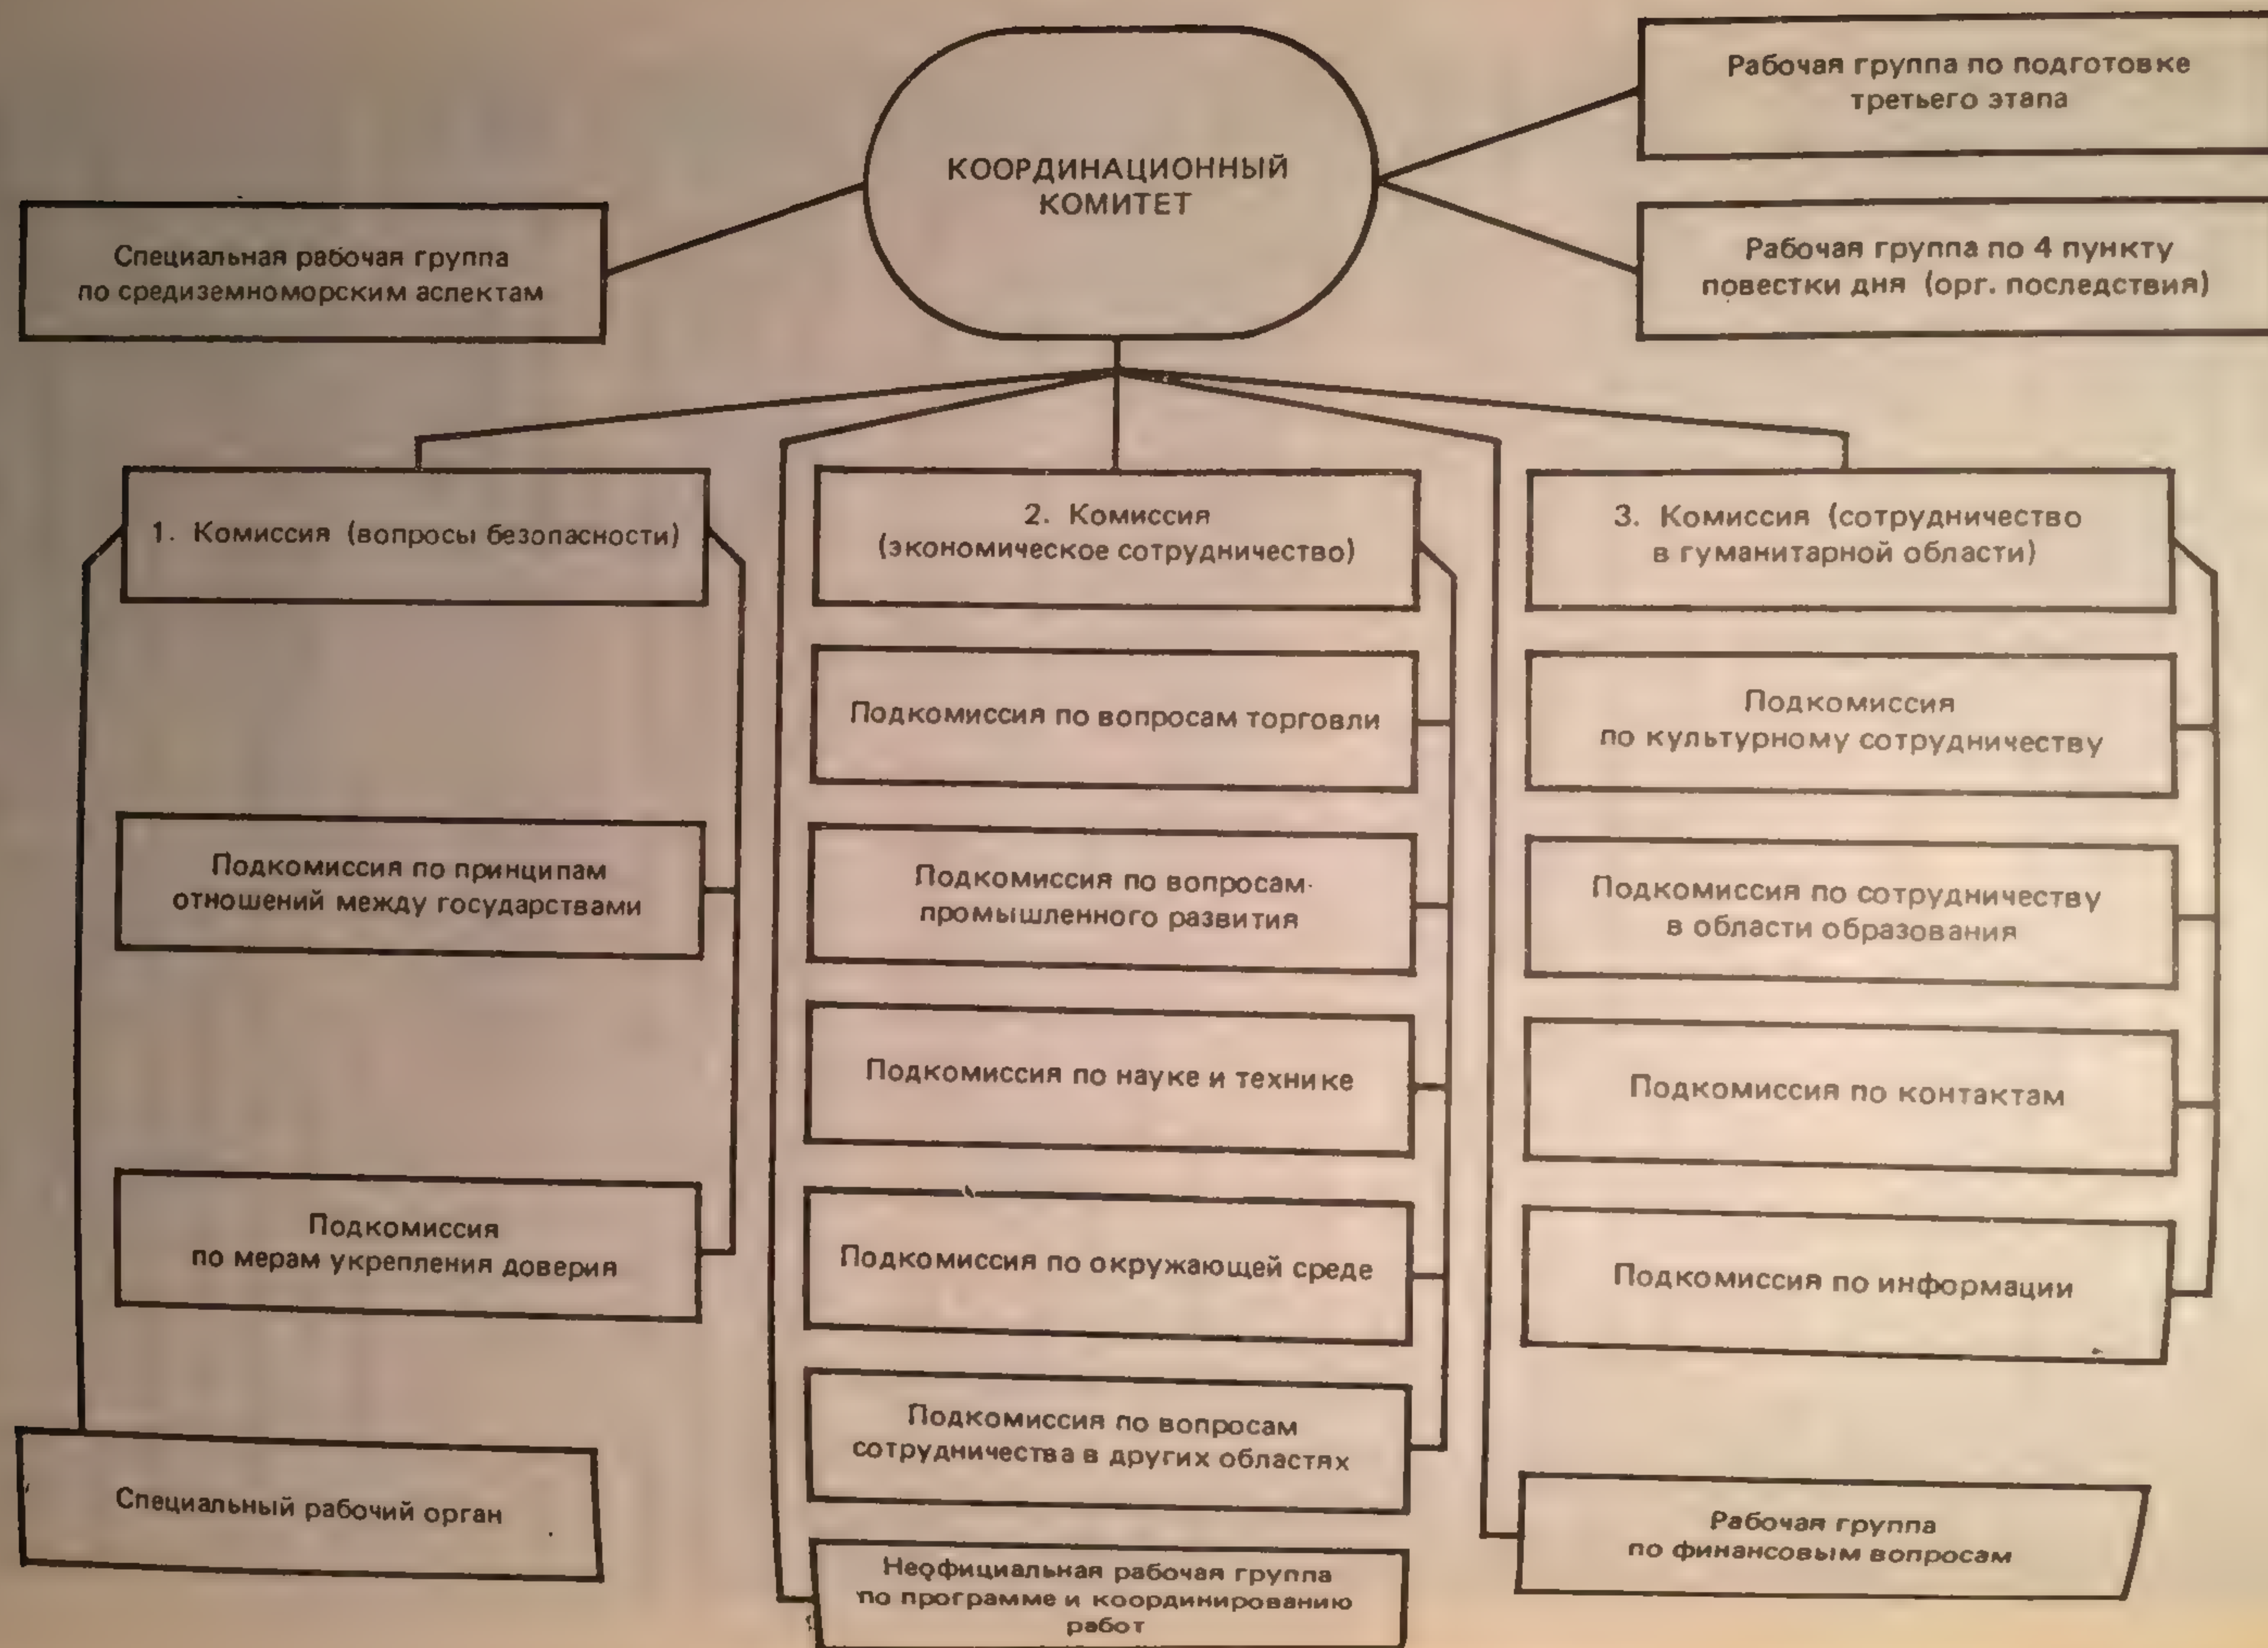 КООРДИНАЦИОННЫЙ
КОМИТЕТ
Рабочая группа по подготовке
третьего этапа
Специальная рабочая группа
по средиземноморским аспектам
Рабочая группа по 4 пункту
повестки дня (орг. последствия)
1. Комиссия (вопросы безопасности)
Подкомиссия по принципам
отношений между государствами
Подкомиссия
по мерам укрепления доверия
Специальный рабочий орган
2. Комиссия
(экономическое сотрудничество)
Подкомиссия по вопросам торговли
Подкомиссия по вопросам
промышленного развития
Подкомиссия по науке и технике
Подкомиссия по окружающей среде
Подкомиссия по вопросам
сотрудничества в других областях
Неофициальная рабочая группа
по программе и координированию
работ
3. Комиссия (сотрудничество
в гуманитарной области)
Подкомиссия
по культурному сотрудничеству
Подкомиссия по сотрудничеству
в области образования
Подкомиссия по контактам
Подкомиссия по информации
Рабочая группа
по финансовым вопросам